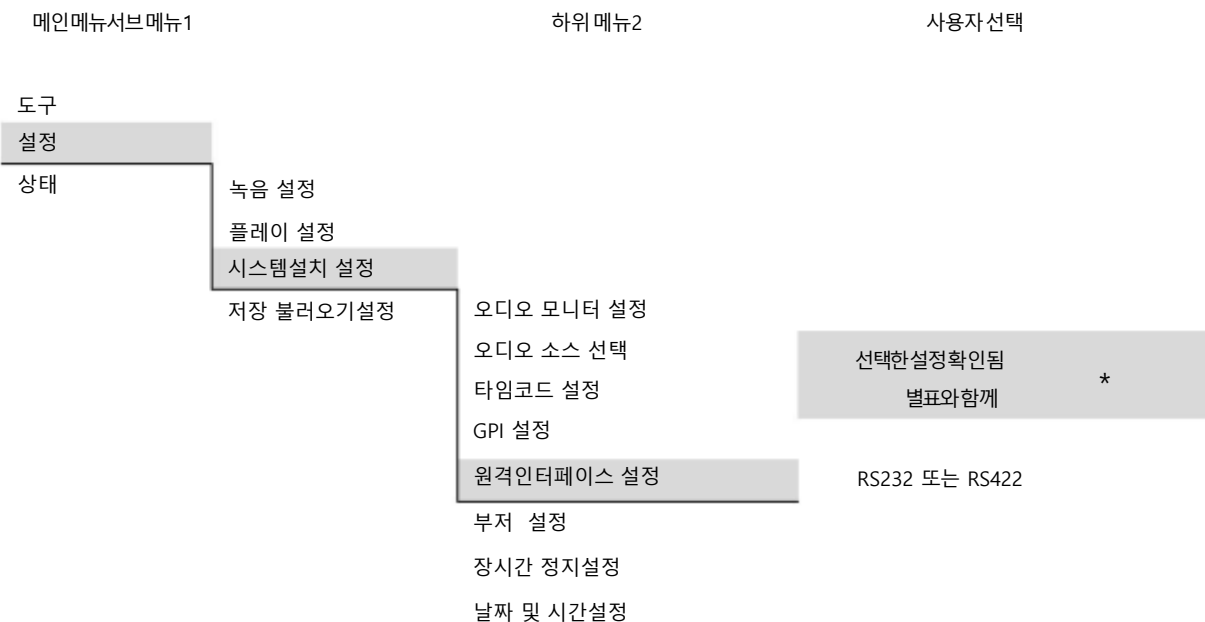 메인메뉴서브메뉴1 하위메뉴2 사용자선택
도구
설정
상태
녹음 설정
플레이 설정
시스템설치 설정
저장 불러오기설정
오디오 모니터 설정
오디오 소스 선택
타임코드 설정
GPI 설정
원격인터페이스 설정
부저 설정
장시간 정지설정
날짜 및 시간설정
선택한설정확인됨
별표와함께
*
RS232 또는 RS422